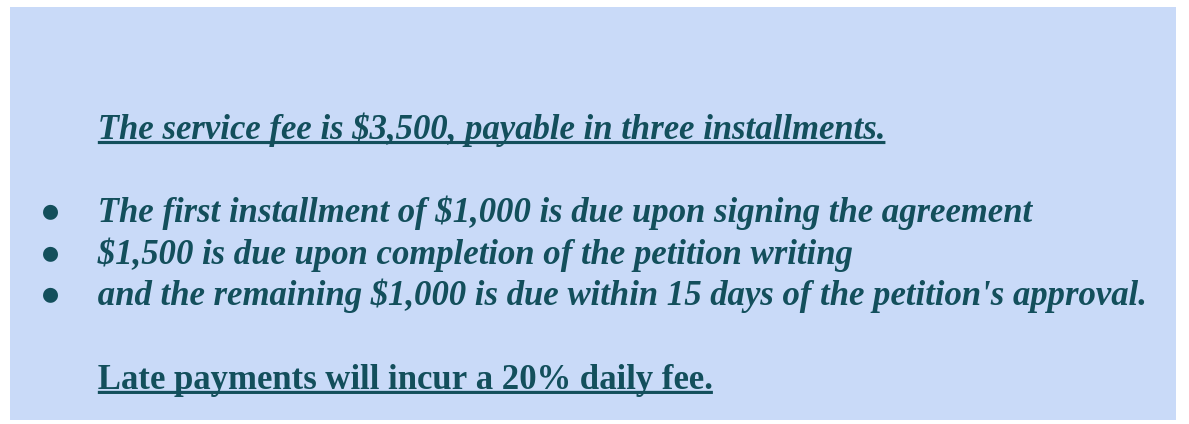 The service fee is $3,500, payable in three installments.
● The first installment of $1,000 is due upon signing the agreement
● $1,500 is due upon completion of the petition writing
● and the remaining $1,000 is due within 15 days of the petition's approval.
Late payments will incur a 20% daily fee.